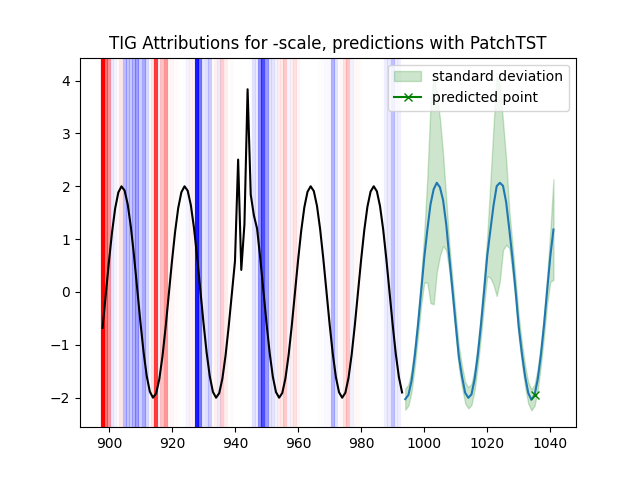 TIG Attributions for -scale, predictions with PatchTST
standard deviation
predicted point
4
3
2
1
0
−1
−2
900 920 940 960 980 1000 1020 1040